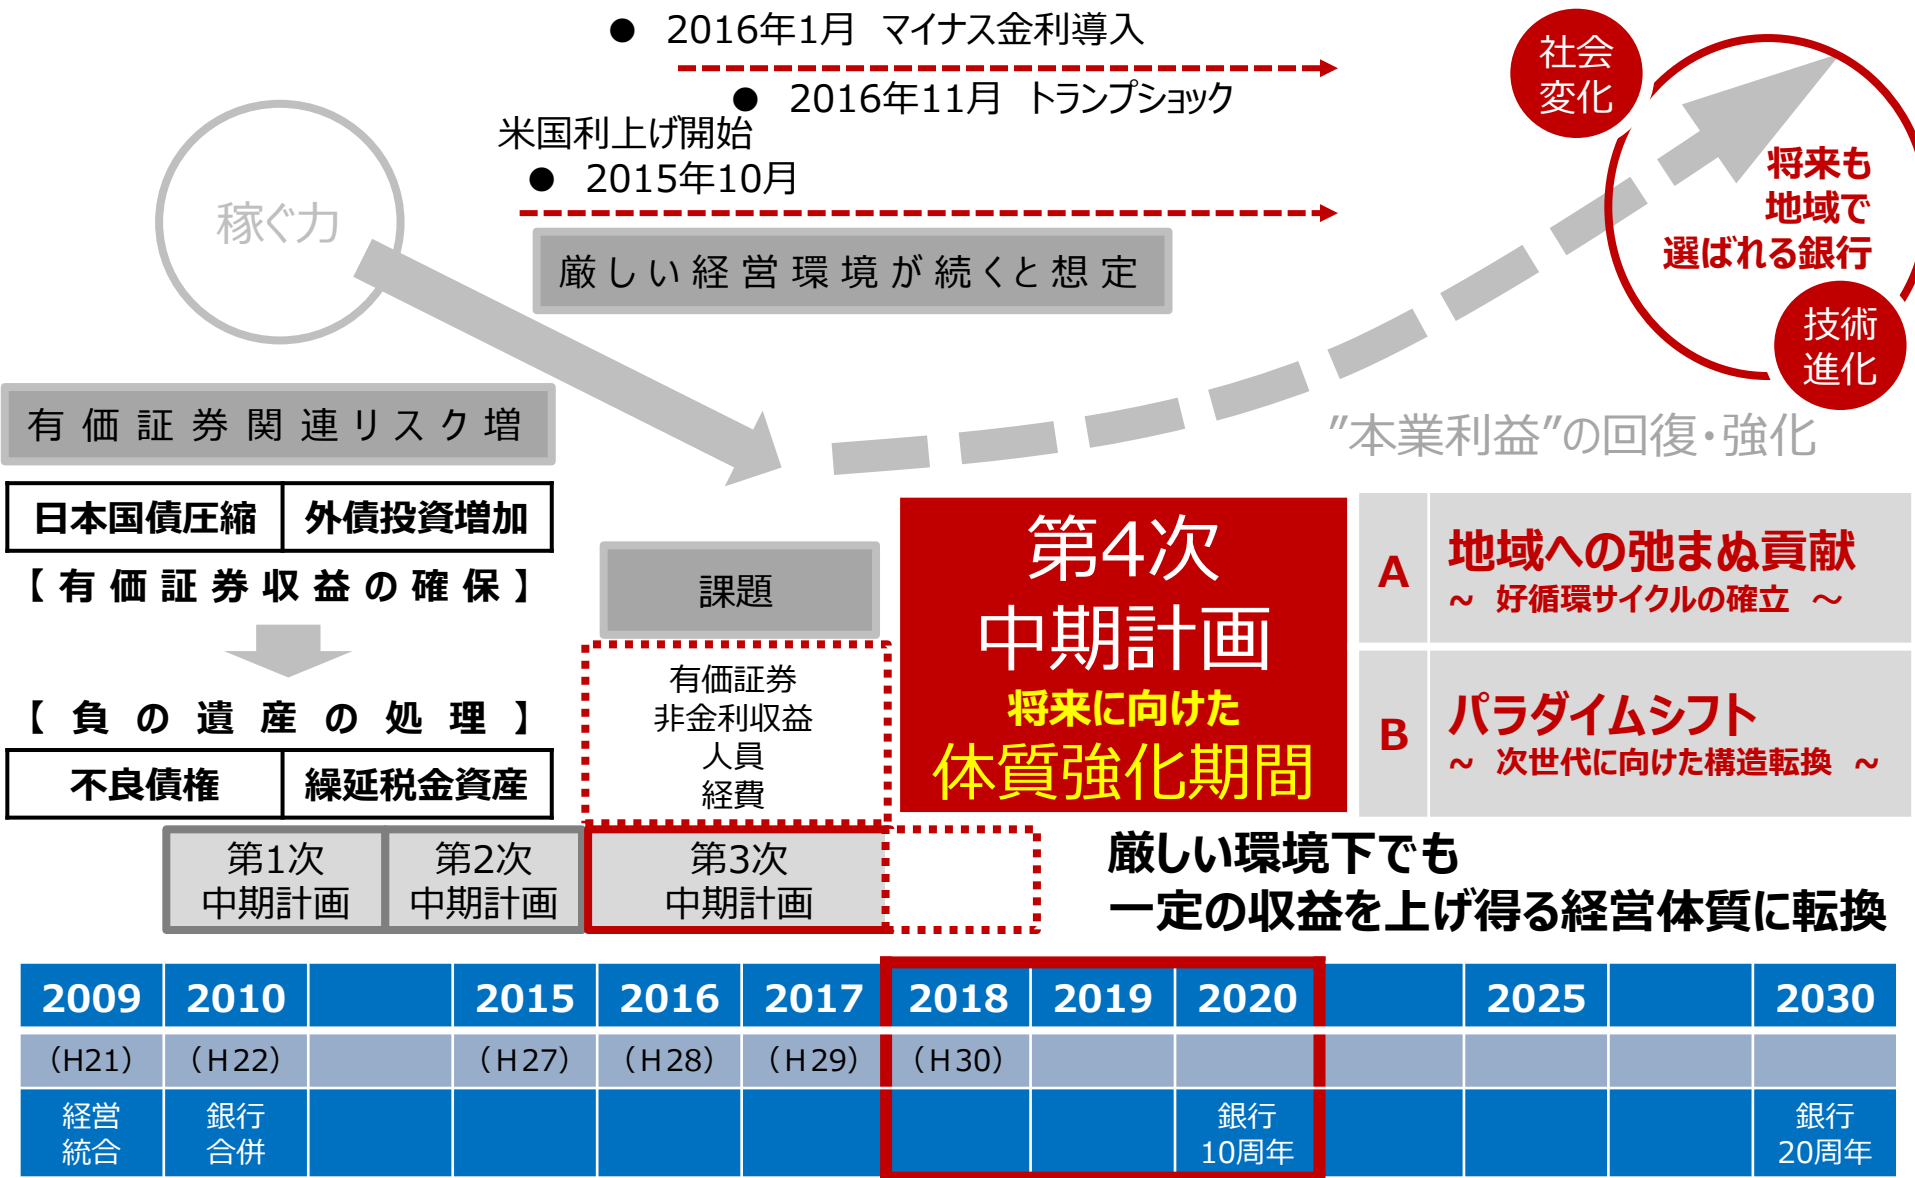 ● 2016年1月 マイナス金利導入
● 2016年11月 トランプショック
米国利上げ開始
● 2015年10月
厳しい経営環境が続くと想定
稼ぐ力
社会
変化
将来も
地域で
選ばれる銀行
技術
進化
"本業利益"の回復・強化
有価証券関連リスク増
日本国債圧縮 外債投資増加
【有価証券収益の確保】
【負の遺産の処理】
不良債権 繰延税金資産
課題
有価証券
非金利収益
人員
経費
第4次
中期計画
将来に向けた
体質強化期間
A 地域への弛まぬ貢献
~ 好循環サイクルの確立 ～
B パラダイムシフト
~ 次世代に向けた構造転換 ~
第1次
中期計画
第2次
中期計画
第3次
中期計画
厳しい環境下でも
一定の収益を上げ得る経営体質に転換
2009 2010 2015 2016 2017 2018 2019 2020 2025 2030
（H21） （H22） （H27） （H28） （H29） （H30）
経営
統合
銀行
合併
銀行
10周年
銀行
20周年